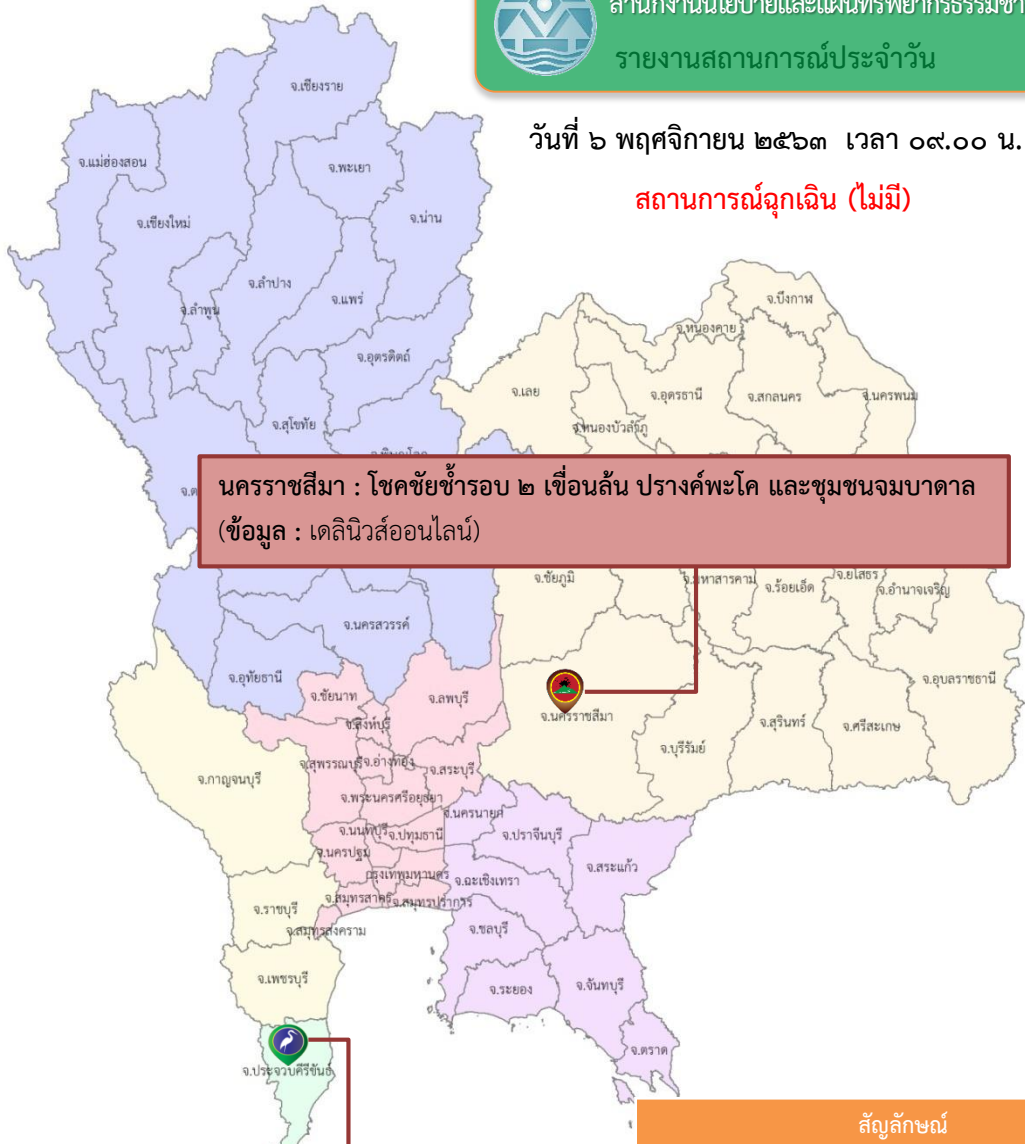 สำนักงานนโยบายและแผนทรัพยากรธรรมชา
รายงานสถานการณ์ประจำวัน
วันที่ ๖ พฤศจิกายน ๒๕๖๓ เวลา ๐๙.๐๐ น.
สถานการณ์ฉุกเฉิน (ไม่มี)
จ.เชียงราย
จ.แม่ฮ่องสอน
จ.พะเยา
จ.เชียงใหม่
จ.น่าน
จ.ลำปาง
จ.แพร่
จ.ลำพูน
จ.อุตรดิตถ์
จ.สุโขทัย
จ.บึงกาฬ
จ.หนองคาย
จ.เลย
จ.อุดรธานี
จ.สกลนคร
จ.นครพนม
จ.หนองบัวลำภู
นครราชสีมา : โชคชัยช้ำรอบ ๒ เขื่อนล้น ปรางค์พะโค และชุมชนจมบาดาล
(ข้อมูล : เดลินิวส์ออนไลน์)
จ.ชัยภูมิ
จ.มหาสารคาม
จ.ร้อยเอ็ด
จ.ยโสธร
จ.อำนาจเจริญ
จ.นครสวรรค์
จ.อุทัยธานี
จ.ชัยนาท
จ.ลพบุรี
จ.นครราชสีมา
จ.อุบลราชธานี
จ.สิงห์บุรี
จ.สุรินทร์
จ.ศรีสะเกษ
จ.บุรีรัมย์
จ.กาญจนบุรี
จ.สุพรรณบุรี
จ.อ่างทอง
จ.สระบุรี
จ.พระนครศรีอยุธยา
จ.นครนายก
จ.นนทบุรี
จ.ปทุมธานี
จ.ปราจีนบุรี
จ.นครปฐม
จ.สระแก้ว
กรุงเทพมหานคร
จ.ฉะเชิงเทรา
จ.สมุทรสาคร
จ.สมุทรปราการ
จ.ราชบุรี
จ.สมุทรสงคราม
จ.ชลบุรี
จ.เพชรบุรี
จ.ระยอง
จ.จันทบุรี
จ.ตราด
จ.ประจวบคีรีขันธ์
สัญลักษณ์